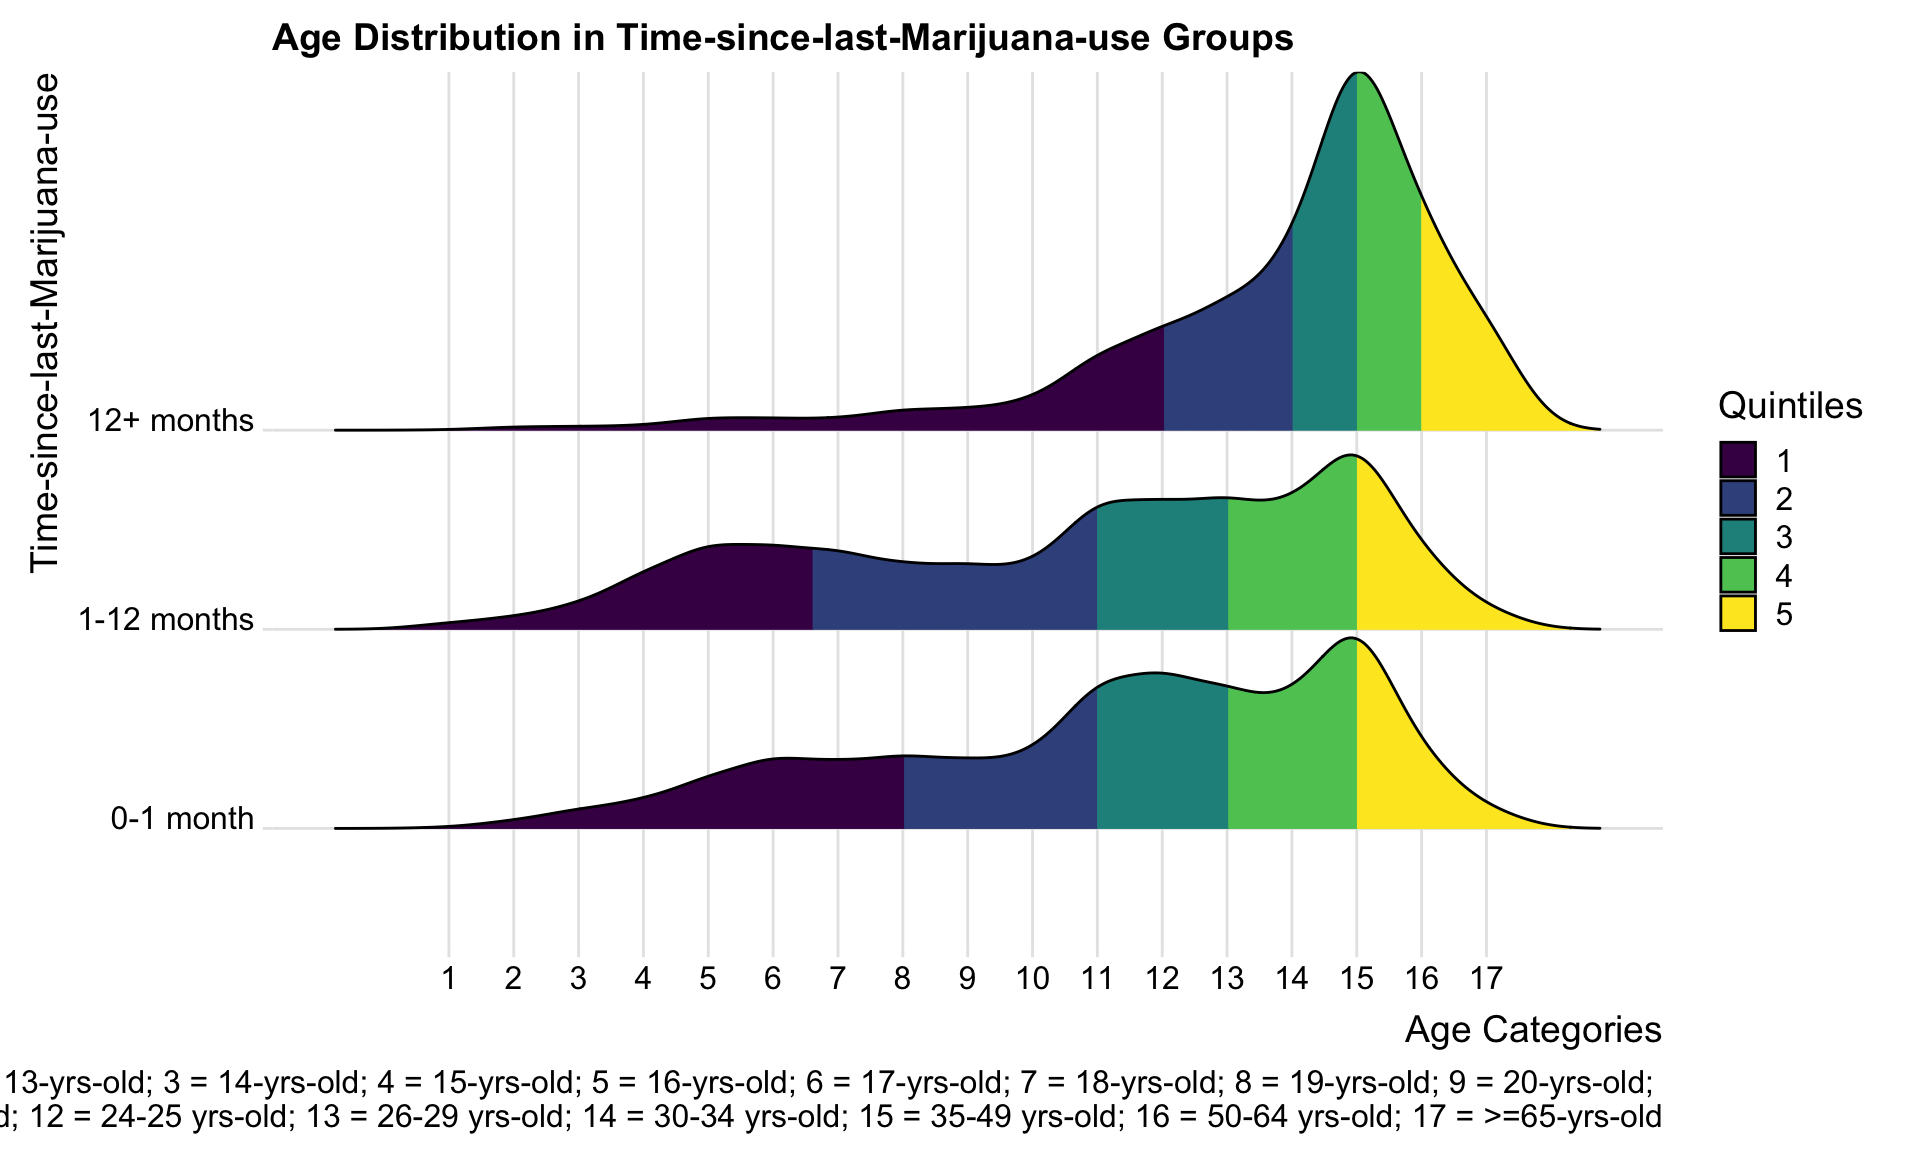 Age Distribution in Time-since-last-Marijuana-use Groups
Time-since-last-Marijuana-use
12+ months
1-12 months
0-1 month
Quintiles
1
2
3
4
5
1 2 3 4 5 6 7 8 9 10 11 12 13 14 15 16 17
Age Categories
13-yrs-old; 3 = 14-yrs-old; 4 = 15-yrs-old; 5 = 16-yrs-old; 6 = 17-yrs-old; 7 = 18-yrs-old; 8 = 19-yrs-old; 9 = 20-yrs-old;
d; 12 = 24-25 yrs-old; 13 = 26-29 yrs-old; 14 = 30-34 yrs-old; 15 = 35-49 yrs-old; 16 = 50-64 yrs-old; 17 = >=65-yrs-old